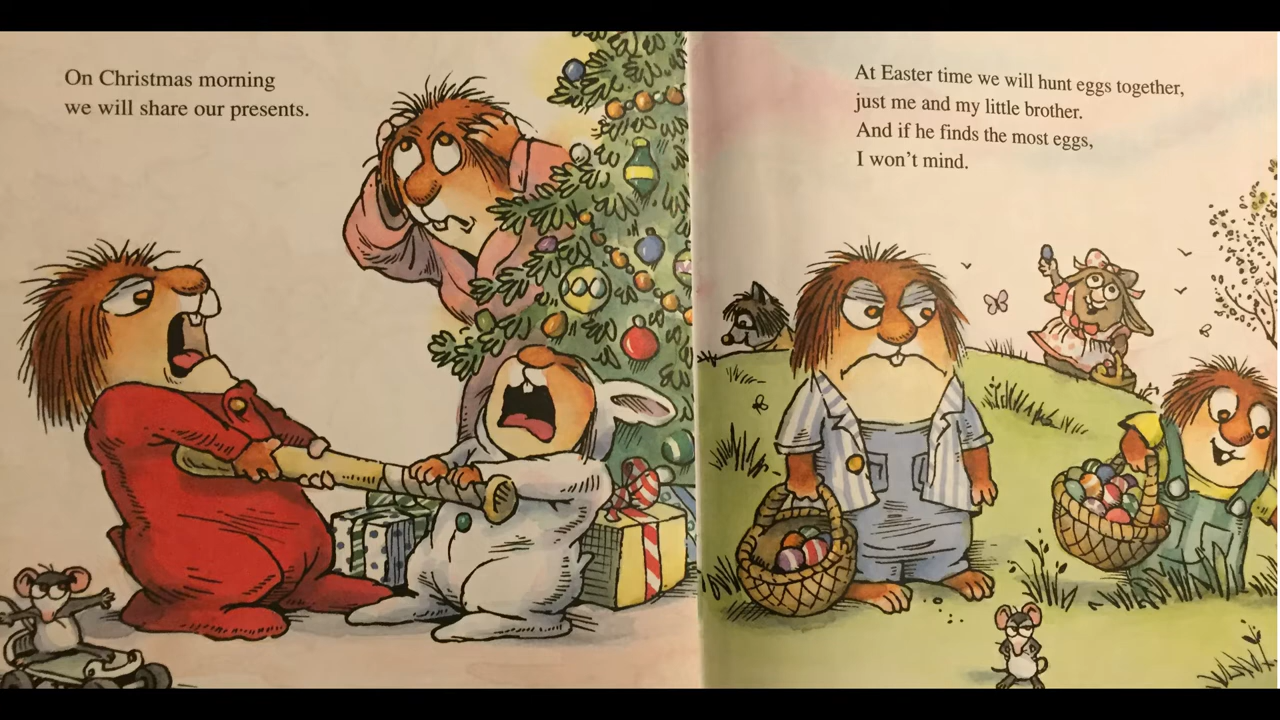 On Christmas morning
we will share our presents.
At Easter time we will hunt eggs together,
just me and my little brother.
And if he finds the most eggs,
I won't mind.